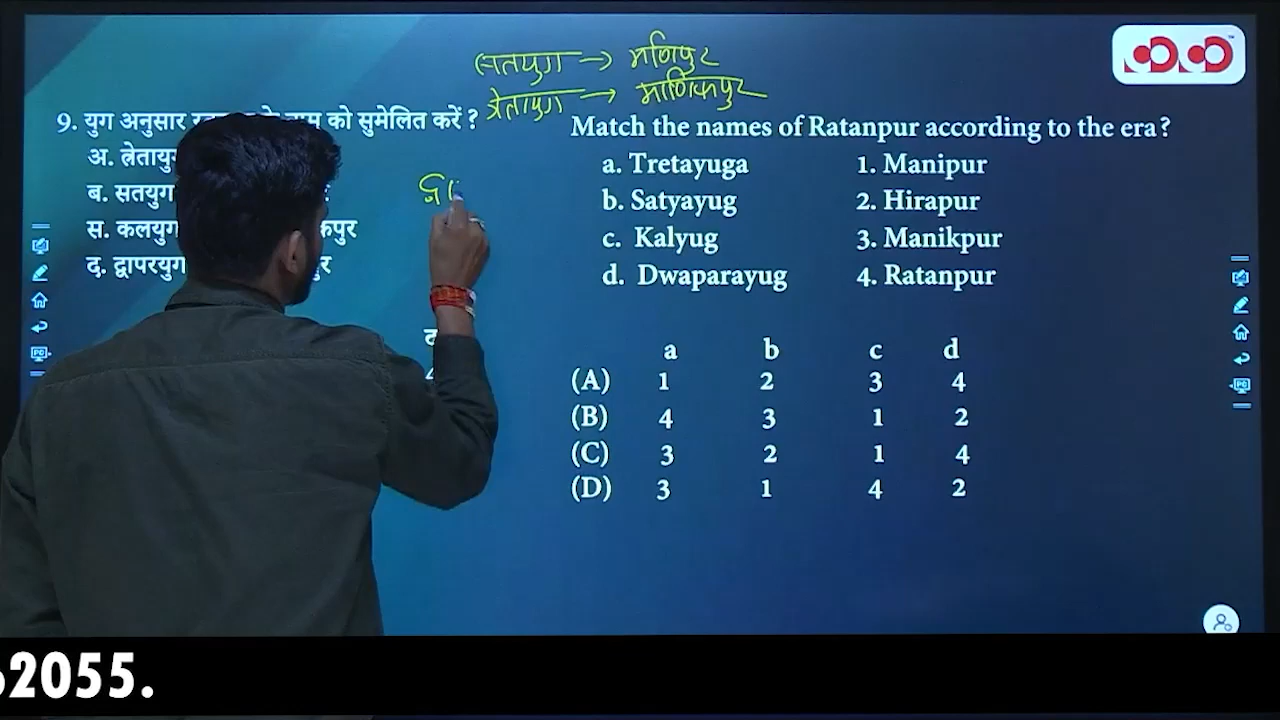 सतयुग → मणिपुर
त्रेतायुग → माणिकपुर
9. युग अनुसार को सुमेलित करें ?
अ.
ब. सतयुग
स. कलयुग
द. द्वापरयुग
Match the names of Ratanpur according to the era?
a. Tretayuga 1. Manipur
b. Satyayug 2. Hirapur
c. Kalyug 3. Manikpur
d. Dwaparayug 4. Ratanpur
a b c d
(A) 1 2 3 4
(B) 4 3 1 2
(C) 3 2 1 4
(D) 3 1 4 2
2055.